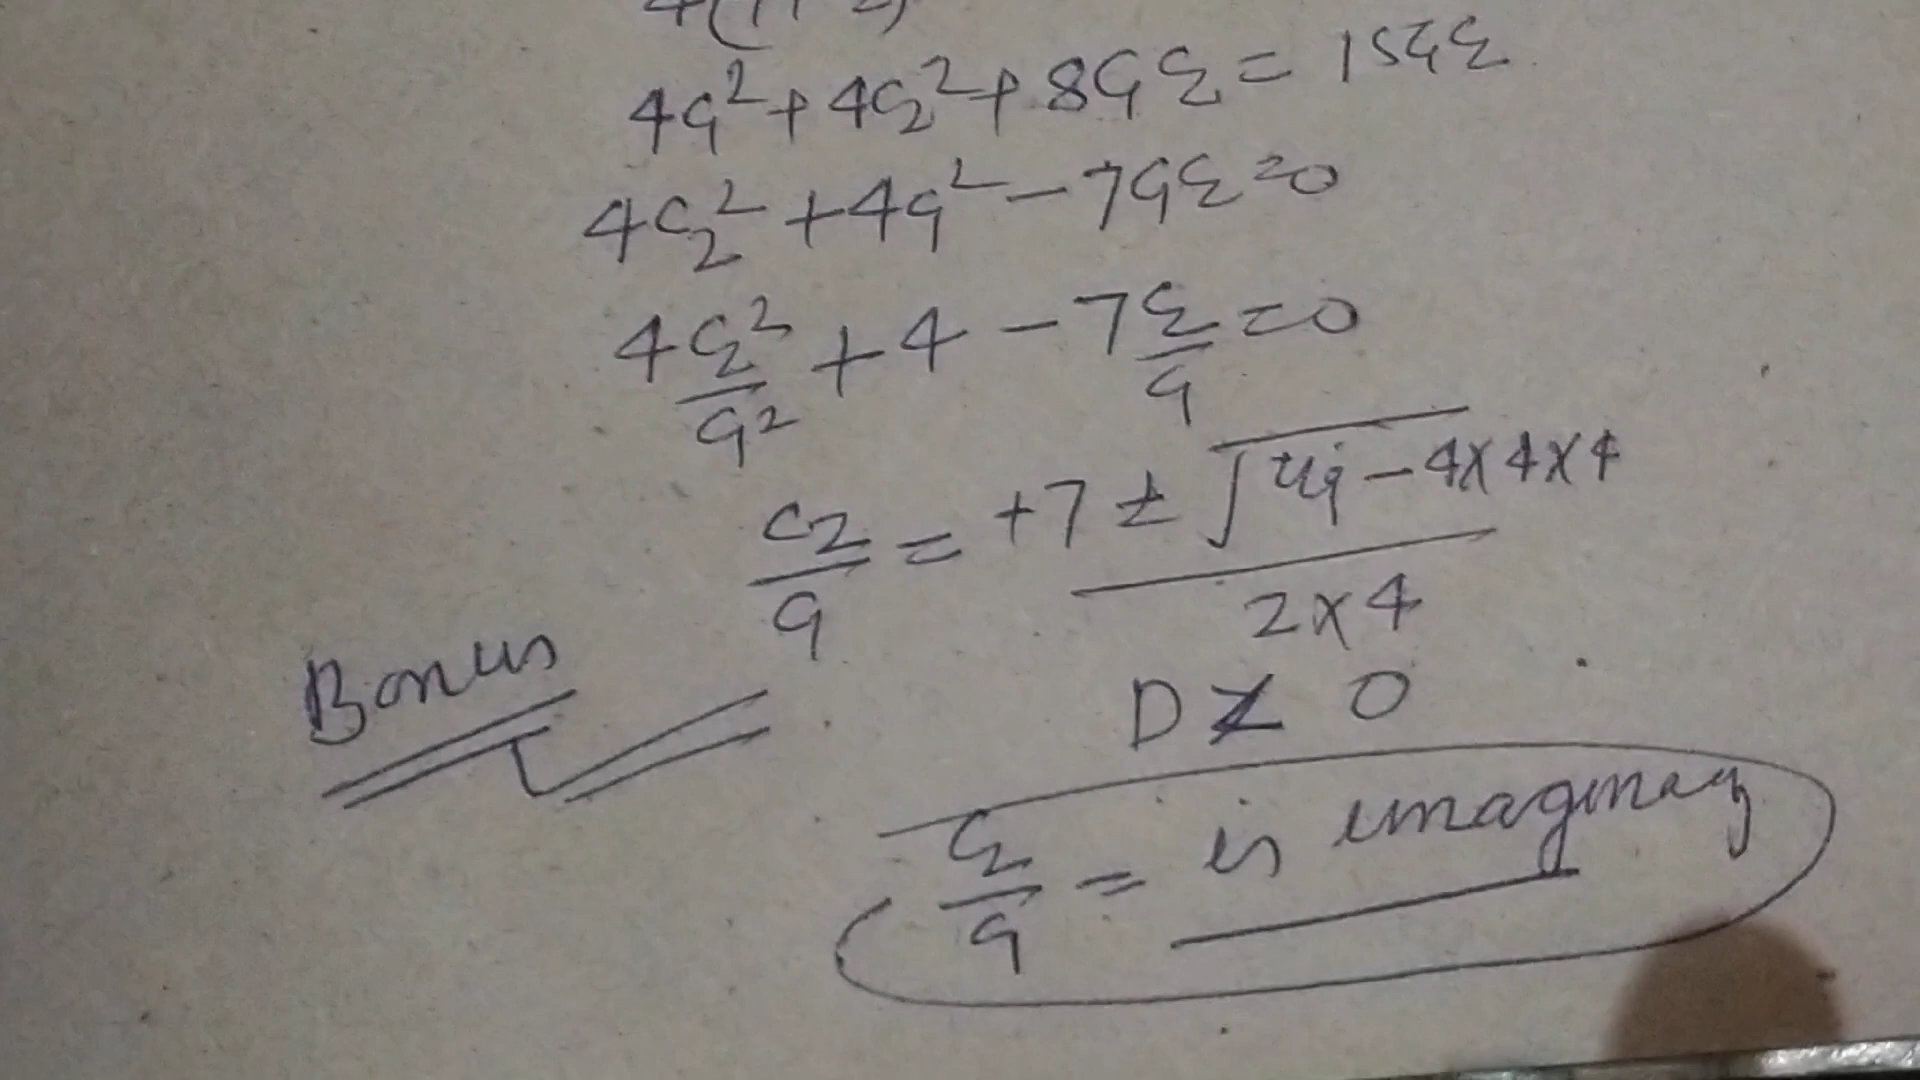 4C₁² + 4C₂² + 8C₁C₂ = 15C₁C₂
4C₂² + 4C₁² - 7C₁C₂ = 0
4C₂²/C₁² + 4 - 7C₂/C₁ = 0
C₂/C₁ = +7 ± √49 - 4×4×4 / 2×4
Bonus
D < 0
C₂/C₁ = is imaginary